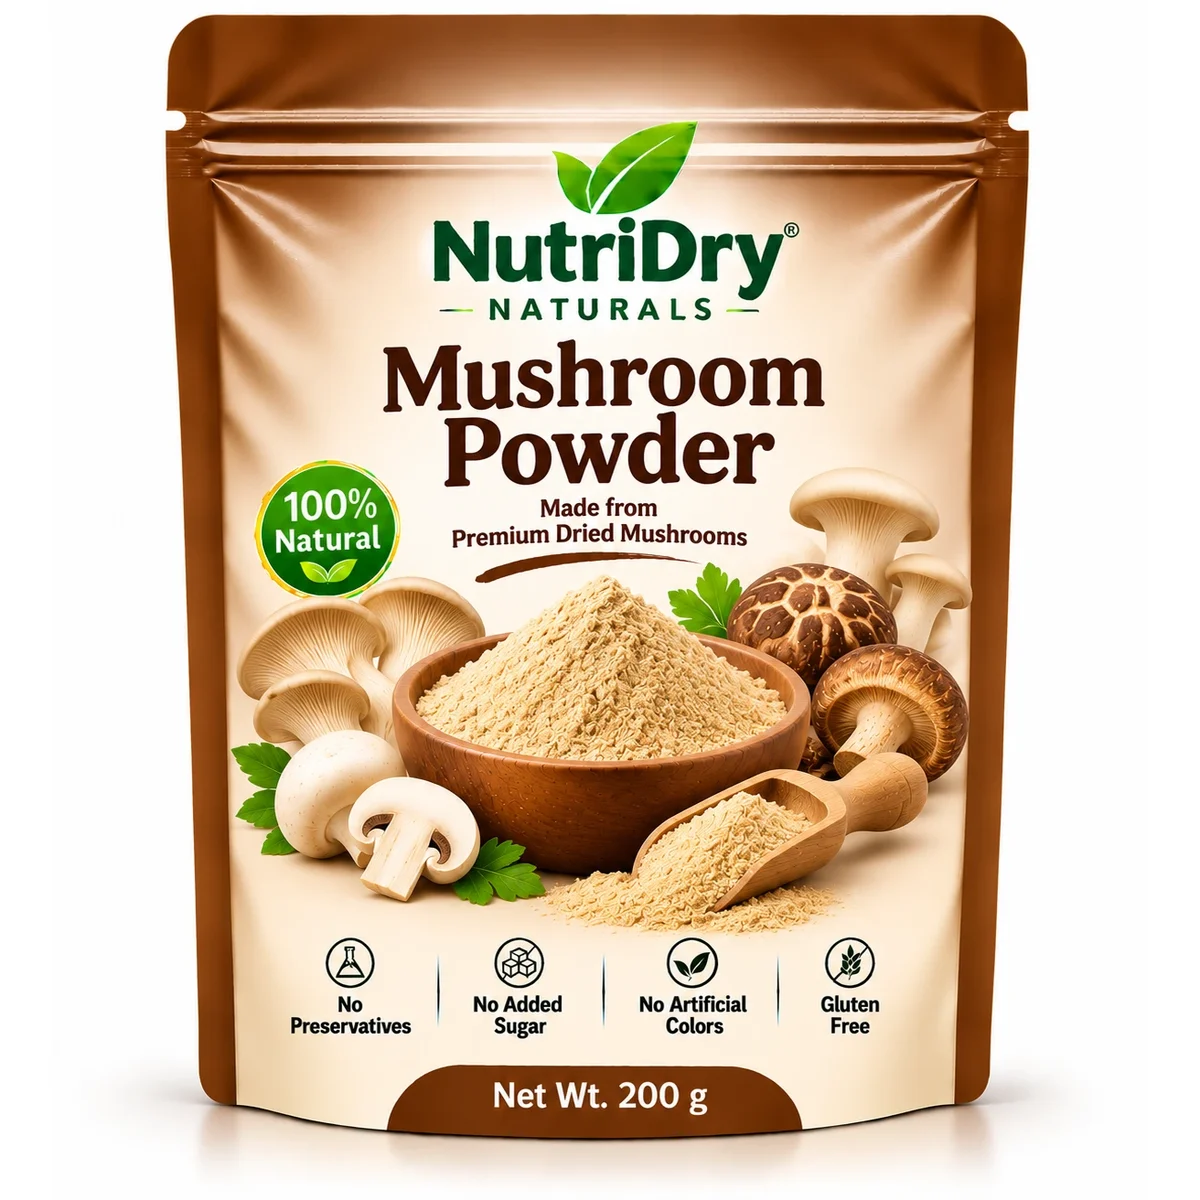 NutriDry®
NATURALS
Mushroom
Powder
Made from
Premium Dried Mushrooms
100%
Natural
No
Preservatives
No Added
Sugar
No Artificial
Colors
Gluten
Free
Net Wt. 200 g